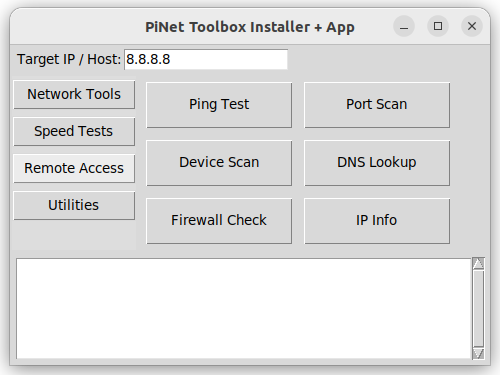 PiNet Toolbox Installer + App
Target IP / Host: 8.8.8.8
Network Tools
Speed Tests
Remote Access
Utilities
Ping Test
Port Scan
Device Scan
DNS Lookup
Firewall Check
IP Info